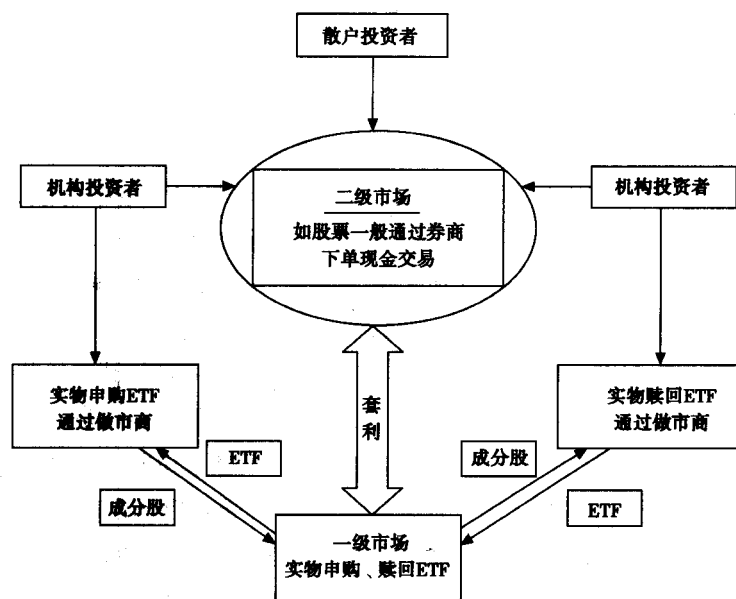 散户投资者
机构投资者
二级市场
如股票一般通过券商
下单现金交易
机构投资者
实物申购ETF
通过做市商
套
利
实物赎回ETF
通过做市商
ETF
成分股
成分股
ETF
一级市场
实物申购、赎回ETF